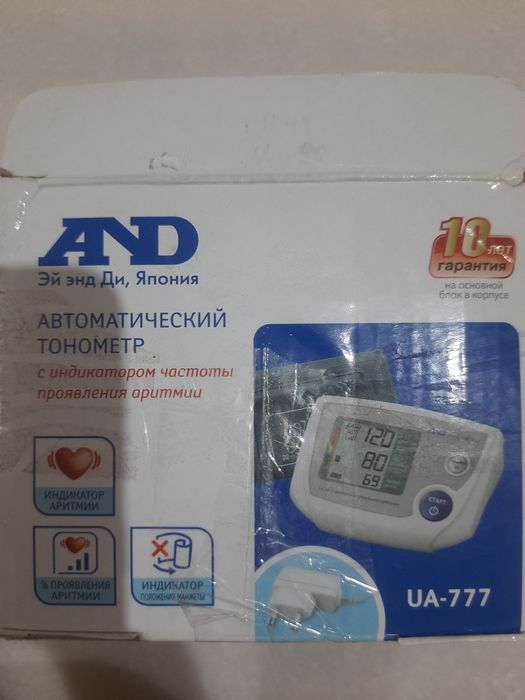 AND
Эй энд Ди, Япония
10 лет
гарантия
на основной
блок в корпусе
АВТОМАТИЧЕСКИЙ
ТОНОМЕТР
с индикатором частоты
проявления аритмии
120
80
69
СТАРТ
ИНДИКАТОР
АРИТМИИ
% ПРОЯВЛЕНИЯ
АРИТМИИ
ИНДИКАТОР
ПОЛОЖЕНИЯ МАНЖЕТЫ
UA-777